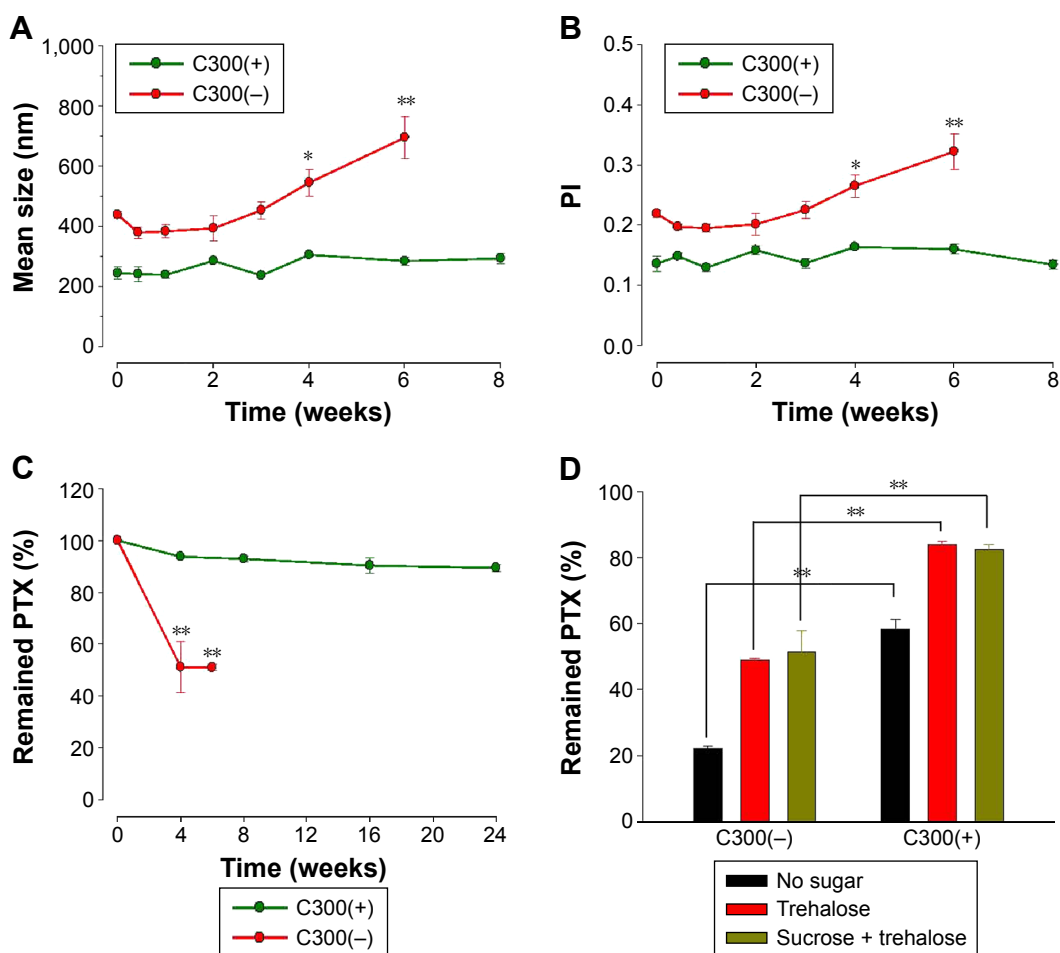 A
1,000
800
600
400
200
0
Mean size (nm)
C300(+)
C300(–)
*
**
0 2 4 6 8
Time (weeks)
B
0.5
0.4
0.3
0.2
0.1
0.0
PI
C300(+)
C300(–)
*
**
0 2 4 6 8
Time (weeks)
C
120
100
80
60
40
20
0
Remained PTX (%)
**
**
0 4 8 12 16 20 24
Time (weeks)
C300(+)
C300(–)
D
100
80
60
40
20
0
Remained PTX (%)
**
**
**
C300(–) C300(+)
No sugar
Trehalose
Sucrose + trehalose